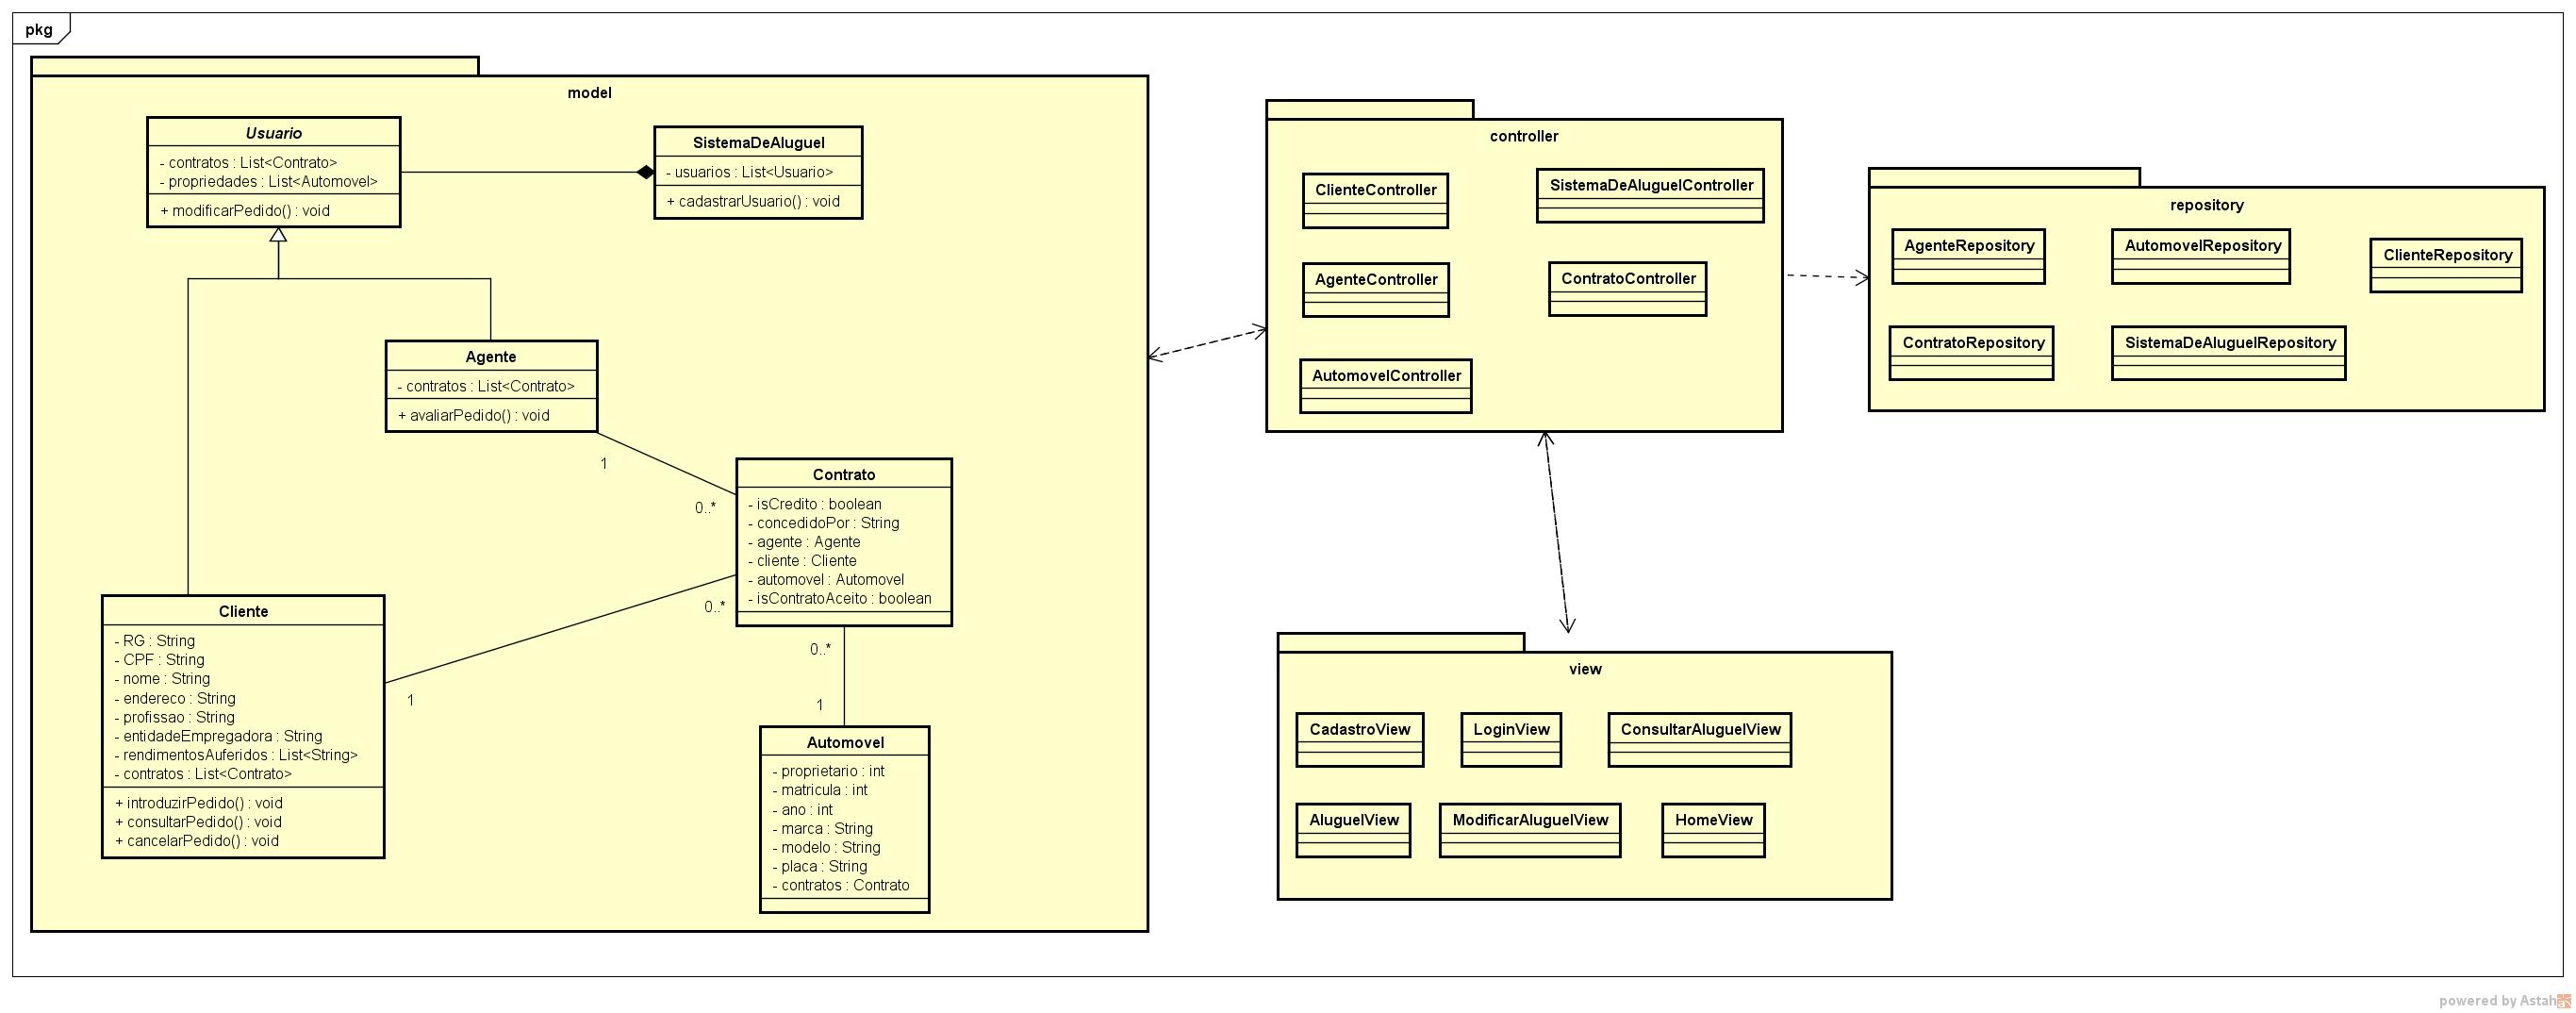 pkg
model
Usuario
- contratos : List<Contrato>
- propriedades : List<Automovel>
+ modificarPedido() : void
SistemaDeAluguel
- usuarios : List<Usuario>
+ cadastrarUsuario() : void
Agente
- contratos : List<Contrato>
+ avaliarPedido() : void
1
0..*
Contrato
- isCredito : boolean
- concedidoPor : String
- agente : Agente
- cliente : Cliente
- automovel : Automovel
- isContratoAceito : boolean
0..*
1
0..*
1
Cliente
- RG : String
- CPF : String
- nome : String
- endereco : String
- profissao : String
- entidadeEmpregadora : String
- rendimentosAuferidos : List<String>
- contratos : List<Contrato>
+ introduzirPedido() : void
+ consultarPedido() : void
+ cancelarPedido() : void
Automovel
- proprietario : int
- matricula : int
- ano : int
- marca : String
- modelo : String
- placa : String
- contratos : Contrato
controller
ClienteController
SistemaDeAluguelController
AgenteController
ContratoController
AutomovelController
repository
AgenteRepository
AutomovelRepository
ClienteRepository
ContratoRepository
SistemaDeAluguelRepository
view
CadastroView
LoginView
ConsultarAluguelView
AluguelView
ModificarAluguelView
HomeView
powered by Astah